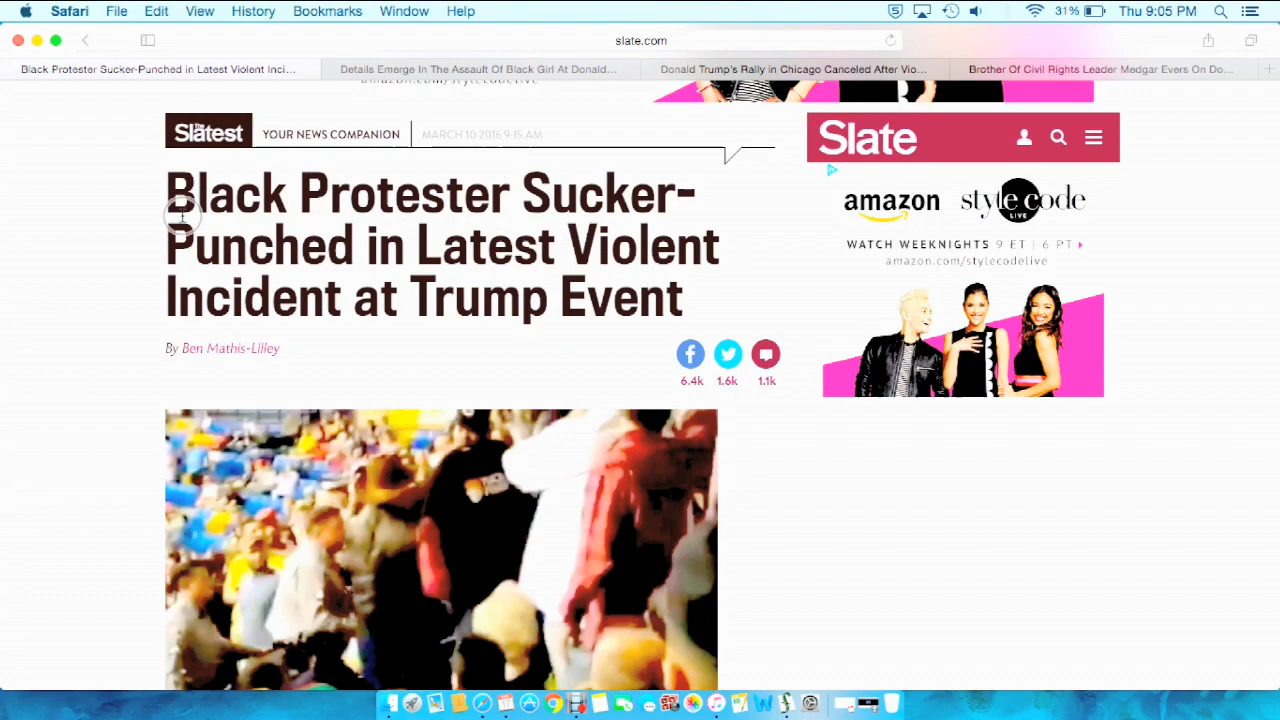 Safari File Edit View History Bookmarks Window Help 5 31% Thu 9:05 PM
slate.com
Black Protester Sucker-Punched in Latest Violent Inci... Details Emerge In The Assault Of Black Girl At Donald... Donald Trump's Rally in Chicago Canceled After Vio... Brother Of Civil Rights Leader Medgar Evers On Do...
amazon.com/stylecodelive
The Slatest YOUR NEWS COMPANION MARCH 10 2016 9:15 AM
Slate
Black Protester Sucker-
Punched in Latest Violent
Incident at Trump Event
By Ben Mathis-Lilley
6.4k 1.6k 1.1k
amazon style code
LIVE
WATCH WEEKNIGHTS 9 ET | 6 PT
amazon.com/stylecodelive